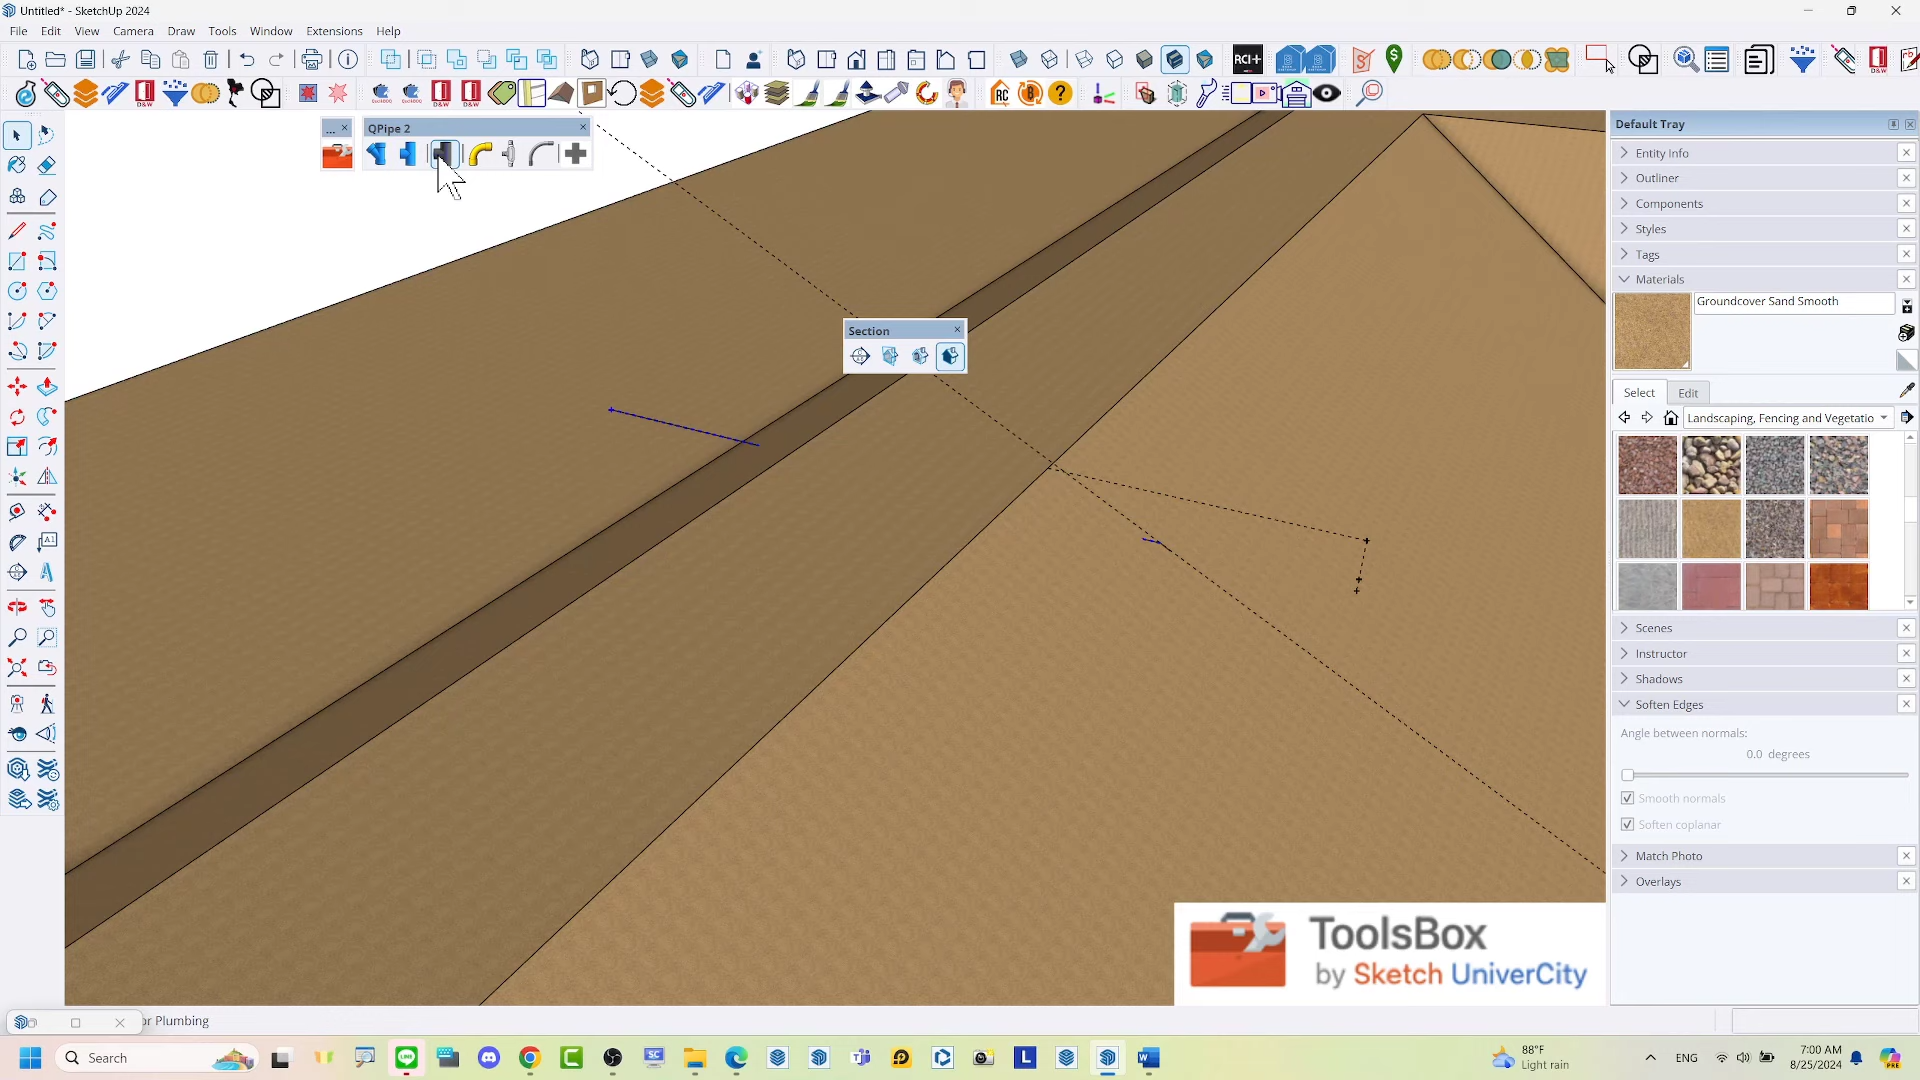 Untitled* - SketchUp 2024
File Edit View Camera Draw Tools Window Extensions Help
RCI+
D&W
D&W D&W
RC
... QPipe 2
Default Tray
Entity Info
Outliner
Components
Styles
Tags
Materials
Groundcover Sand Smooth
Select Edit
Landscaping, Fencing and Vegetatio
Section
Scenes
Instructor
Shadows
Soften Edges
Angle between normals:
0.0 degrees
Smooth normals
Soften coplanar
Match Photo
Overlays
ToolsBox
by Sketch UniverCity
or Plumbing
Search
88°F
Light rain
ENG
7:00 AM
8/25/2024